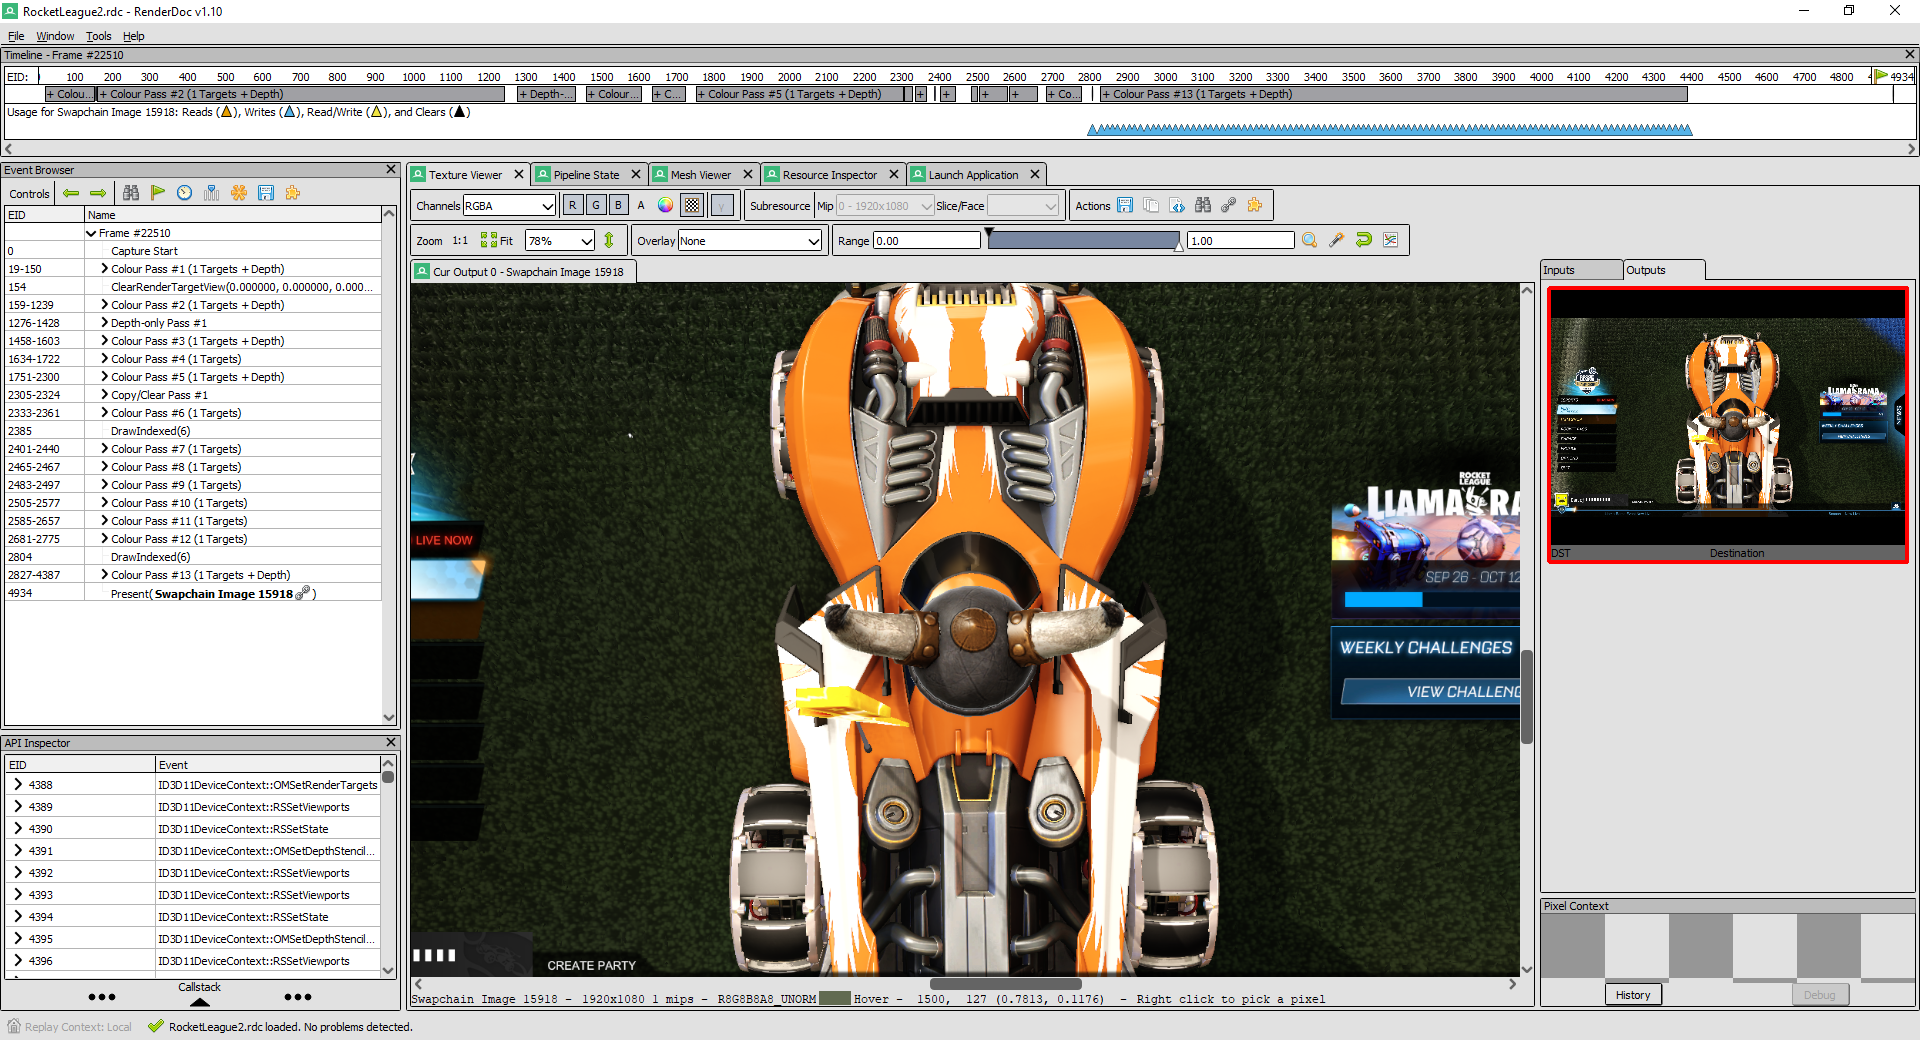 RocketLeague2.rdc - RenderDoc v1.10
File Window Tools Help
Timeline - Frame #22510
EID: 100 200 300 400 500 600 700 800 900 1000 1100 1200 1300 1400 1500 1600 1700 1800 1900 2000 2100 2200 2300 2400 2500 2600 2700 2800 2900 3000 3100 3200 3300 3400 3500 3600 3700 3800 3900 4000 4100 4200 4300 4400 4500 4600 4700 4800 4934
+ Colou... + Colour Pass #2 (1 Targets + Depth) + Depth-... + Colour... + C... + Colour Pass #5 (1 Targets + Depth) + + + + + Co... + Colour Pass #13 (1 Targets + Depth)
Usage for Swapchain Image 15918: Reads ( ), Writes ( ), Read/Write ( ), and Clears ( )
Event Browser
Controls
EID Name
Frame #22510
0 Capture Start
19-150 Colour Pass #1 (1 Targets + Depth)
154 ClearRenderTargetView(0.000000, 0.000000, 0.000...
159-1239 Colour Pass #2 (1 Targets + Depth)
1276-1428 Depth-only Pass #1
1458-1603 Colour Pass #3 (1 Targets + Depth)
1634-1722 Colour Pass #4 (1 Targets)
1751-2300 Colour Pass #5 (1 Targets + Depth)
2305-2324 Copy/Clear Pass #1
2333-2361 Colour Pass #6 (1 Targets)
2385 DrawIndexed(6)
2401-2440 Colour Pass #7 (1 Targets)
2465-2467 Colour Pass #8 (1 Targets)
2483-2497 Colour Pass #9 (1 Targets)
2505-2577 Colour Pass #10 (1 Targets)
2585-2657 Colour Pass #11 (1 Targets)
2681-2775 Colour Pass #12 (1 Targets)
2804 DrawIndexed(6)
2827-4387 Colour Pass #13 (1 Targets + Depth)
4934 Present( Swapchain Image 15918 )
API Inspector
EID Event
4388 ID3D11DeviceContext::OMSetRenderTargets
4389 ID3D11DeviceContext::RSSetViewports
4390 ID3D11DeviceContext::RSSetState
4391 ID3D11DeviceContext::OMSetDepthStencil...
4392 ID3D11DeviceContext::RSSetViewports
4393 ID3D11DeviceContext::RSSetViewports
4394 ID3D11DeviceContext::RSSetState
4395 ID3D11DeviceContext::OMSetDepthStencil...
4396 ID3D11DeviceContext::RSSetViewports
Callstack
Texture Viewer Pipeline State Mesh Viewer Resource Inspector Launch Application
Channels RGBA R G B A γ Subresource Mip 0 - 1920x1080 Slice/Face Actions
Zoom 1:1 Fit 78% Overlay None Range 0.00 1.00
Cur Output 0 - Swapchain Image 15918
LIVE NOW
ROCKET
LEAGUE
LLAMA RA
SEP 26 - OCT 12
WEEKLY CHALLENGES
VIEW CHALLENG
CREATE PARTY
Swapchain Image 15918 - 1920x1080 1 mips - R8G8B8A8_UNORM Hover - 1500, 127 (0.7813, 0.1176) - Right click to pick a pixel
Inputs Outputs
LLAMA RAMA
WEEKLY CHALLENGES
NEWS
DST Destination
Pixel Context
History Debug
Replay Context: Local RocketLeague2.rdc loaded. No problems detected.